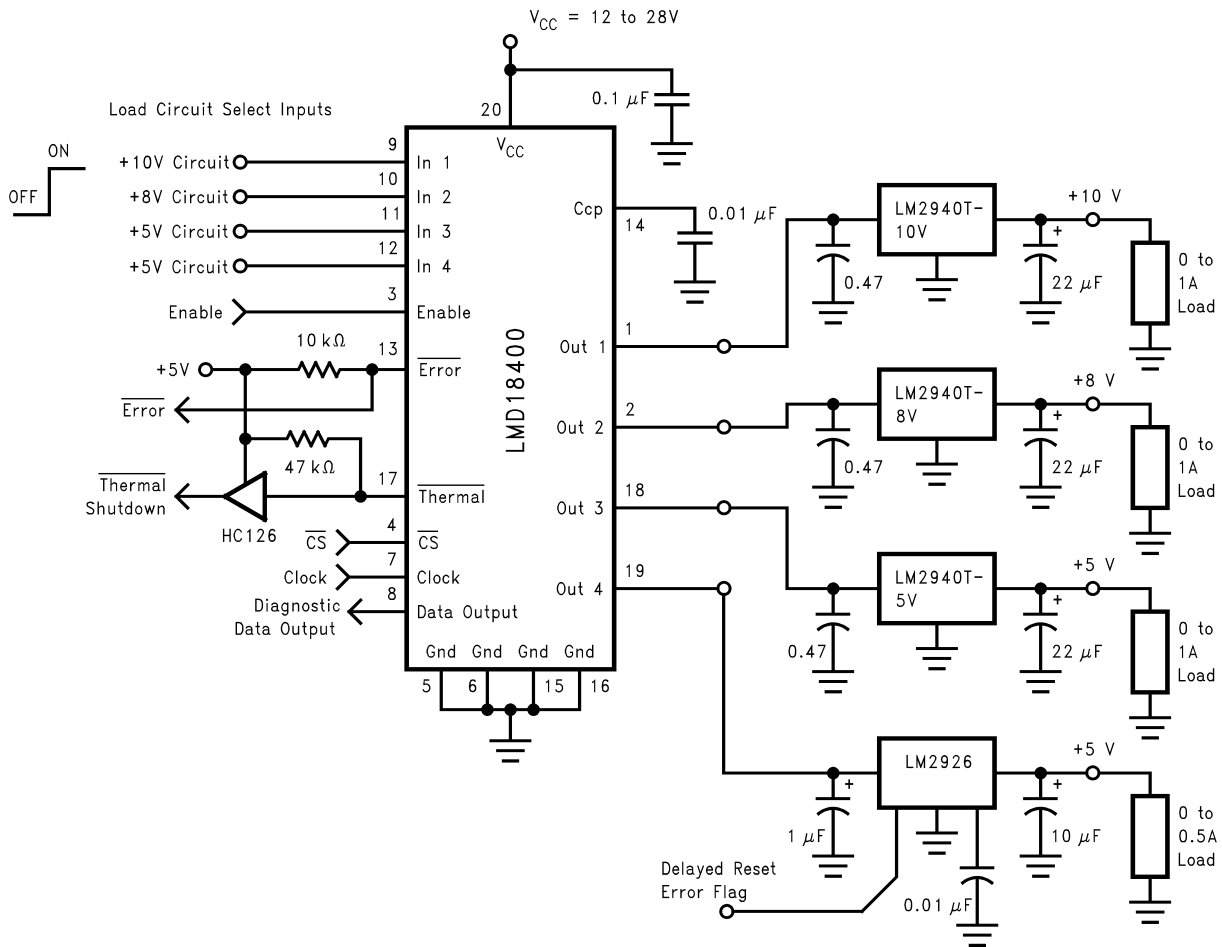 V_CC = 12 to 28V
0.1 μF
Load Circuit Select Inputs
ON
OFF
+10V Circuit
+8V Circuit
+5V Circuit
+5V Circuit
Enable
+5V
10 kΩ
Error
47 kΩ
Thermal
Shutdown
HC126
CS
Clock
Diagnostic
Data Output
20
V_CC
9
In 1
10
In 2
11
In 3
12
In 4
3
Enable
13
Error
17
Thermal
4
CS
7
Clock
8
Data Output
LMD18400
Gnd Gnd Gnd Gnd
5 6 15 16
Ccp
14
0.01 μF
Out 1
1
Out 2
2
Out 3
18
Out 4
19
0.47
LM2940T-
10V
22 μF
+
+10 V
0 to
1A
Load
0.47
LM2940T-
8V
22 μF
+
+8 V
0 to
1A
Load
0.47
LM2940T-
5V
22 μF
+
+5 V
0 to
1A
Load
+
1 μF
LM2926
+
10 μF
+5 V
0 to
0.5A
Load
Delayed Reset
Error Flag
0.01 μF